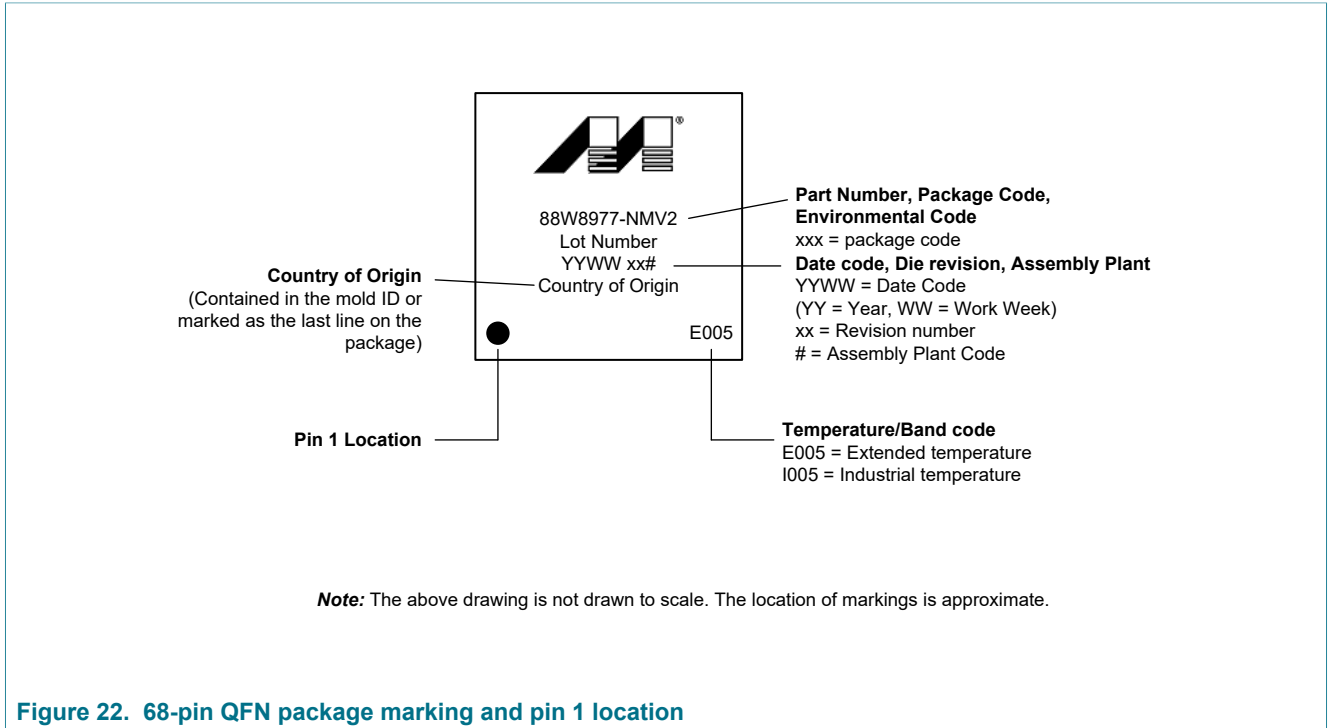 ®
88W8977-NMV2
Lot Number
YYWW xx#
Country of Origin
E005
Country of Origin
(Contained in the mold ID or
marked as the last line on the
package)
Pin 1 Location
Part Number, Package Code,
Environmental Code
xxx = package code
Date code, Die revision, Assembly Plant
YYWW = Date Code
(YY = Year, WW = Work Week)
xx = Revision number
# = Assembly Plant Code
Temperature/Band code
E005 = Extended temperature
I005 = Industrial temperature
Note: The above drawing is not drawn to scale. The location of markings is approximate.
Figure 22. 68-pin QFN package marking and pin 1 location